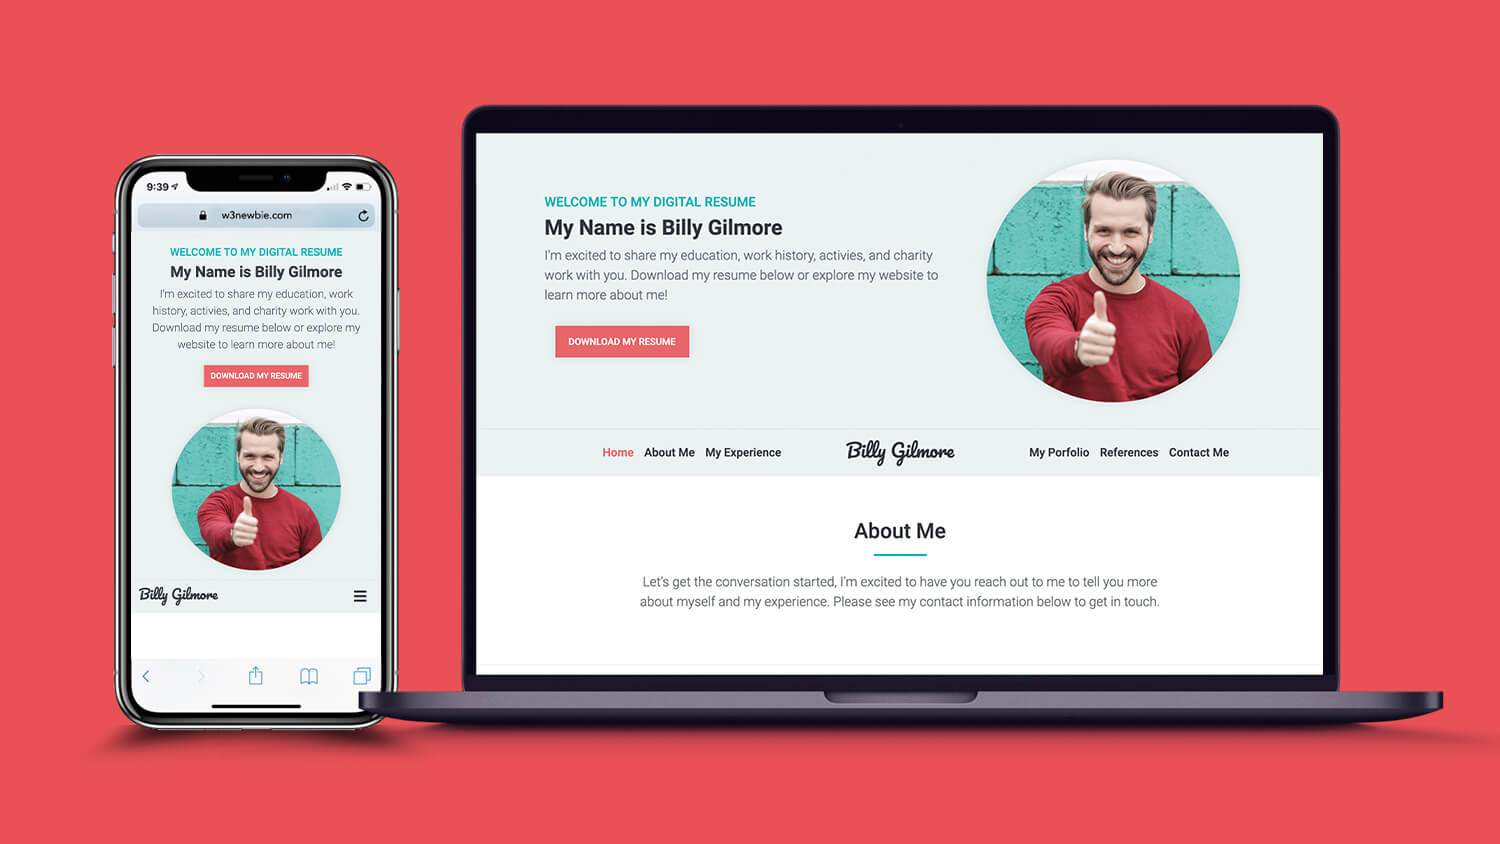 9:39
w3newbie.com
WELCOME TO MY DIGITAL RESUME
My Name is Billy Gilmore
I'm excited to share my education, work
history, activies, and charity work with you.
Download my resume below or explore my
website to learn more about me!
DOWNLOAD MY RESUME
Billy Gilmore
WELCOME TO MY DIGITAL RESUME
My Name is Billy Gilmore
I'm excited to share my education, work history, activies, and charity
work with you. Download my resume below or explore my website to
learn more about me!
DOWNLOAD MY RESUME
Home About Me My Experience Billy Gilmore My Porfolio References Contact Me
About Me
Let's get the conversation started, I'm excited to have you reach out to me to tell you more
about myself and my experience. Please see my contact information below to get in touch.